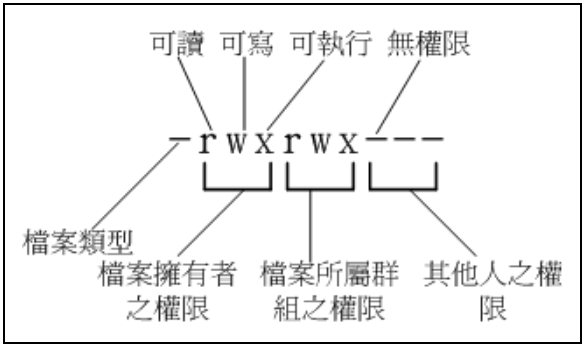 可讀 可寫 可執行 無權限
-rwxrwx---
檔案類型
檔案擁有者
之權限
檔案所屬群
組之權限
其他人之權
限